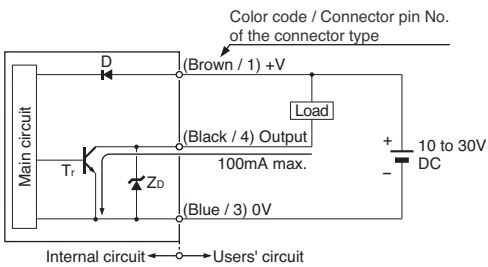 Color code / Connector pin No.
of the connector type
D
(Brown / 1) +V
Load
Main circuit
(Black / 4) Output
+
10 to 30V
DC
100mA max.
Tr
ZD
−
(Blue / 3) 0V
Internal circuit
Users' circuit